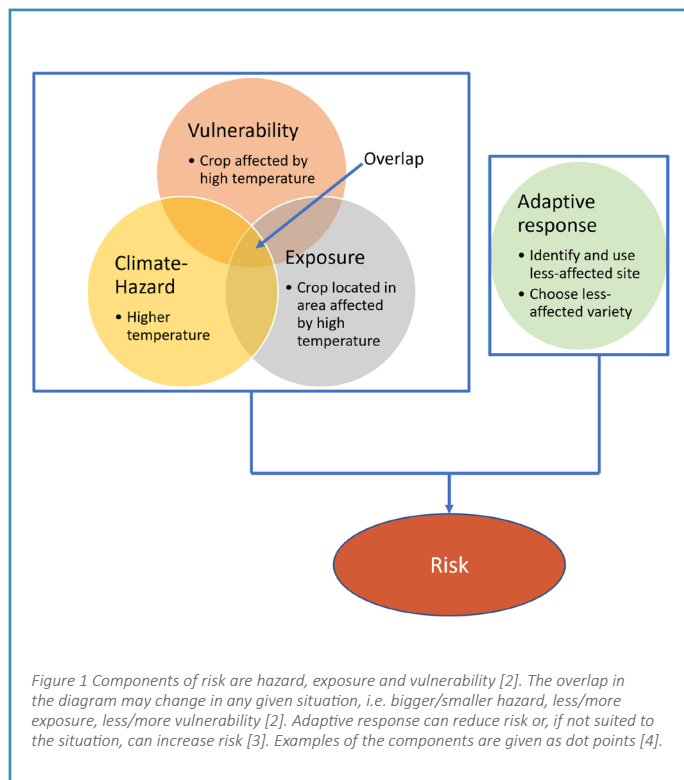 Vulnerability
• Crop affected by
high temperature
Overlap
Climate-
Hazard
• Higher
temperature
Exposure
• Crop located in
area affected
by high
temperature
Adaptive
response
• Identify and use
less-affected site
• Choose less-
affected variety
Risk
Figure 1 Components of risk are hazard, exposure and vulnerability [2]. The overlap in
the diagram may change in any given situation, i.e. bigger/smaller hazard, less/more
exposure, less/more vulnerability [2]. Adaptive response can reduce risk or, if not suited to
the situation, can increase risk [3]. Examples of the components are given as dot points [4].